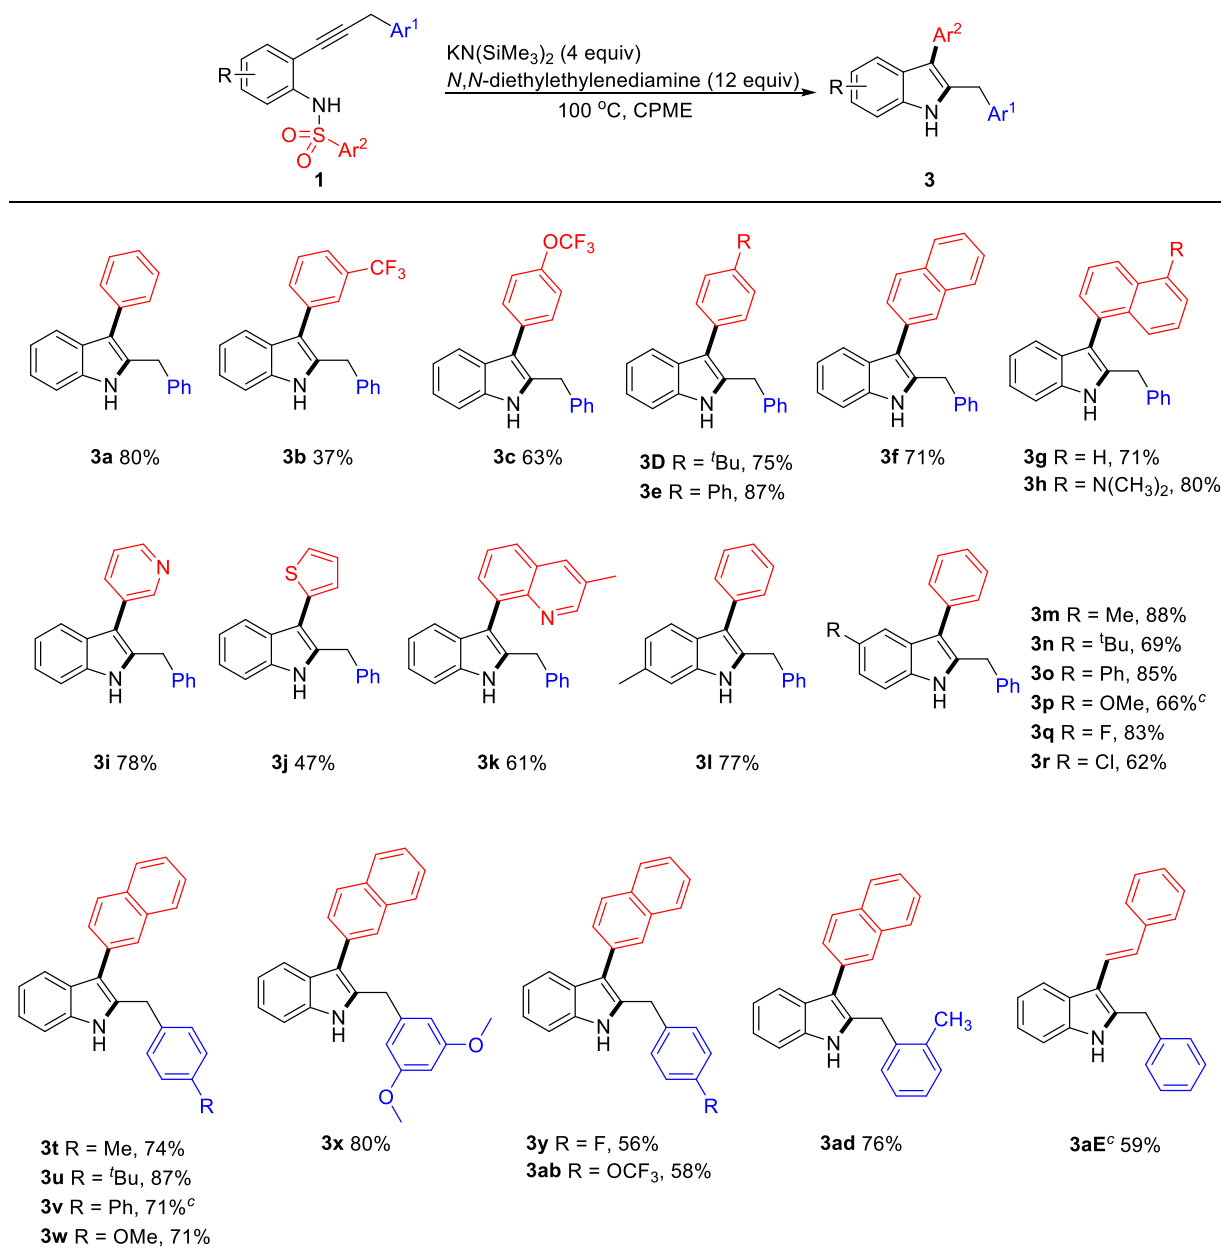 Ar1
R
NH
O
S
O
Ar2
1
KN(SiMe3)2 (4 equiv)
N,N-diethylethylenediamine (12 equiv)
100 oC, CPME
Ar2
R
N
H
Ar1
3
N
H
Ph
3a 80%
CF3
N
H
Ph
3b 37%
OCF3
N
H
Ph
3c 63%
R
N
H
Ph
3D R = tBu, 75%
3e R = Ph, 87%
N
H
Ph
3f 71%
R
N
H
Ph
3g R = H, 71%
3h R = N(CH3)2, 80%
N
N
H
Ph
3i 78%
S
N
H
Ph
3j 47%
N
N
H
Ph
3k 61%
N
H
Ph
3l 77%
R
N
H
Ph
3m R = Me, 88%
3n R = tBu, 69%
3o R = Ph, 85%
3p R = OMe, 66%c
3q R = F, 83%
3r R = Cl, 62%
N
H
R
3t R = Me, 74%
3u R = tBu, 87%
3v R = Ph, 71%c
3w R = OMe, 71%
N
H
O
O
3x 80%
N
H
R
3y R = F, 56%
3ab R = OCF3, 58%
CH3
N
H
3ad 76%
N
H
3aEc 59%